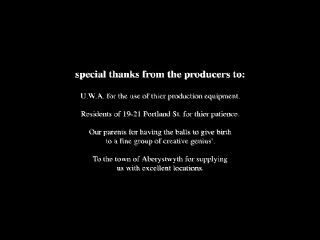 special thanks from the producers to:
U.W.A. for the use of thier production equipment.
Residents of 19-21 Portland St. for thier patience.
Our parents for having the balls to give birth
to a fine group of creative genius'.
To the town of Aberystwyth for supplying
us with excellent locations.